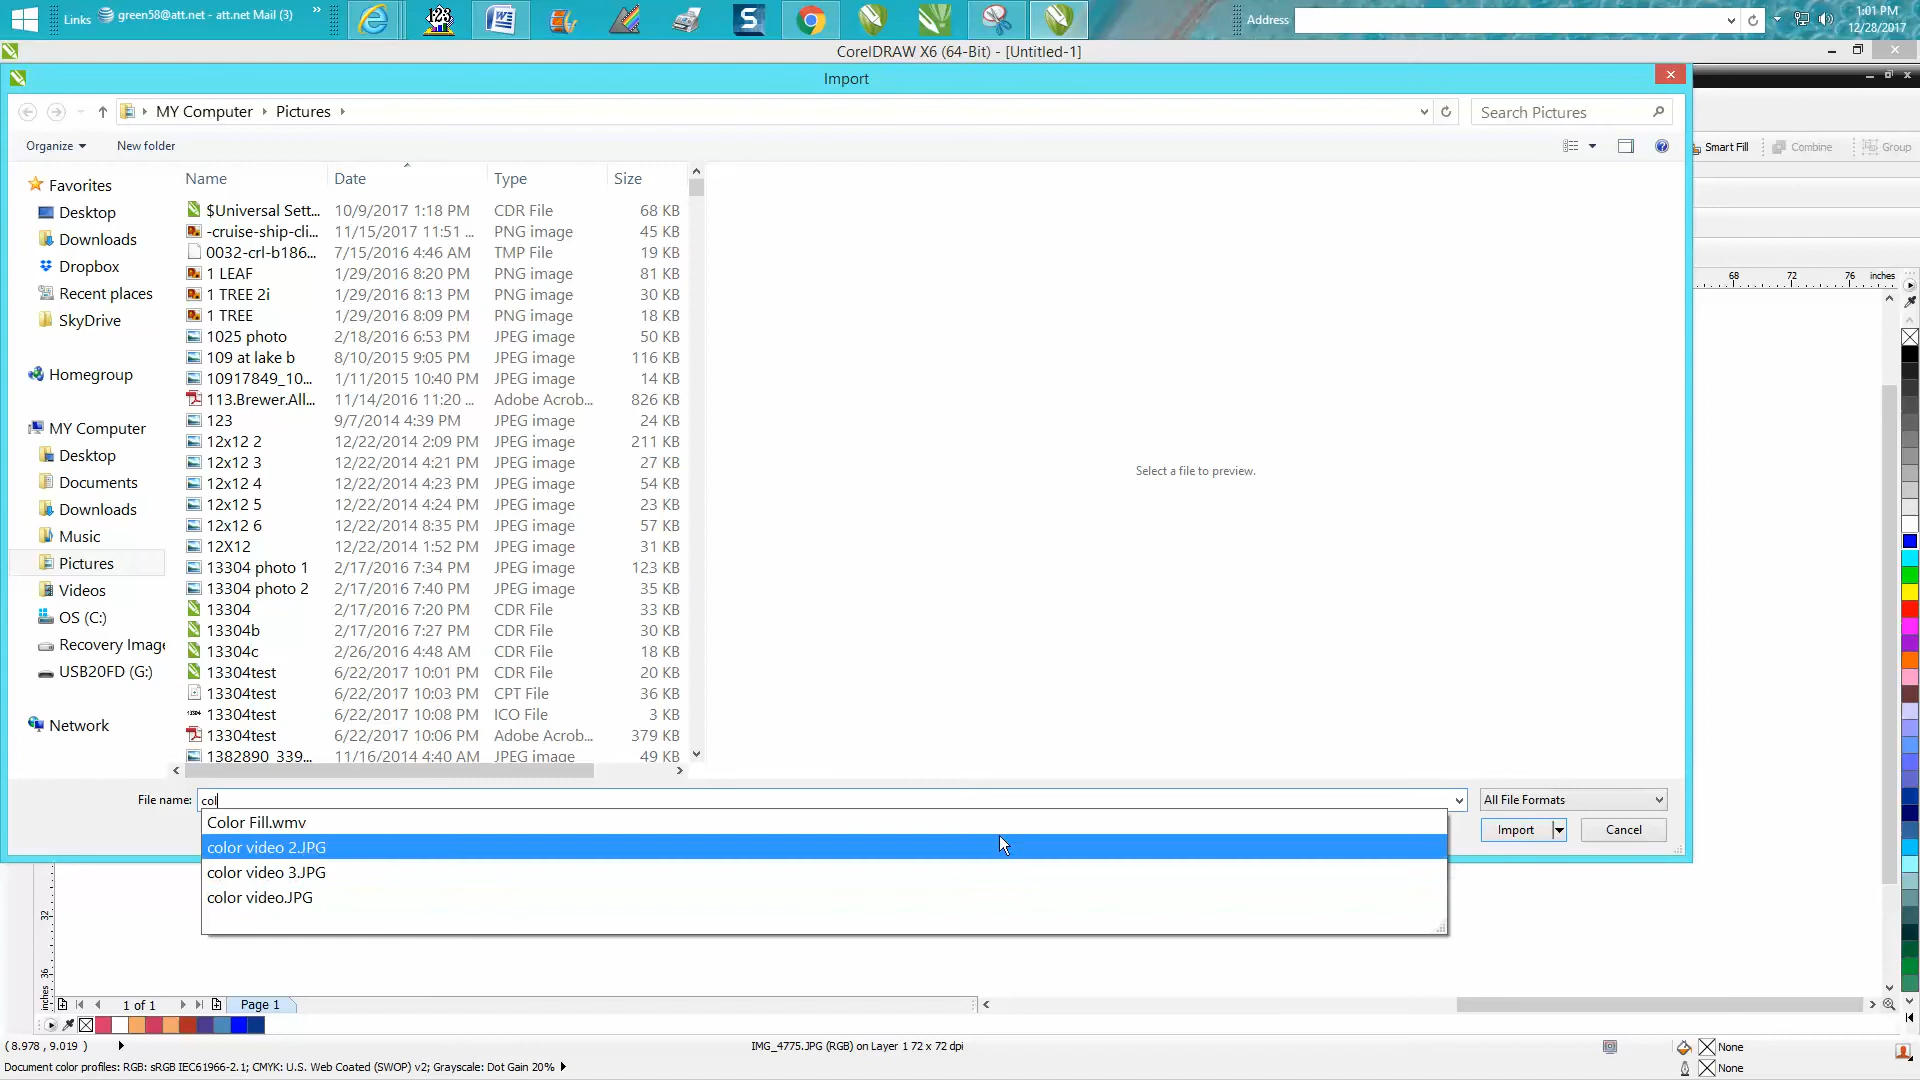 Links
green58@att.net - att.net Mail (3)
Address
1:01 PM
12/28/2017
CorelDRAW X6 (64-Bit) - [Untitled-1]
Import
MY Computer
Pictures
Search Pictures
Organize
New folder
Smart Fill
Combine
Group
Favorites
Desktop
Downloads
Dropbox
Recent places
SkyDrive
Homegroup
MY Computer
Desktop
Documents
Downloads
Music
Pictures
Videos
OS (C:)
Recovery Image
USB20FD (G:)
Network
Name Date Type Size
$Universal Sett... 10/9/2017 1:18 PM CDR File 68 KB
-cruise-ship-cli... 11/15/2017 11:51 ... PNG image 45 KB
0032-crl-b186... 7/15/2016 4:46 AM TMP File 19 KB
1 LEAF 1/29/2016 8:20 PM PNG image 81 KB
1 TREE 2i 1/29/2016 8:13 PM PNG image 30 KB
1 TREE 1/29/2016 8:09 PM PNG image 18 KB
1025 photo 2/18/2016 6:53 PM JPEG image 50 KB
109 at lake b 8/10/2015 9:05 PM JPEG image 116 KB
10917849_10... 1/11/2015 10:40 PM JPEG image 14 KB
113.Brewer.All... 11/14/2016 11:20 ... Adobe Acrob... 826 KB
123 9/7/2014 4:39 PM JPEG image 24 KB
12x12 2 12/22/2014 2:09 PM JPEG image 211 KB
12x12 3 12/22/2014 4:21 PM JPEG image 27 KB
12x12 4 12/22/2014 4:23 PM JPEG image 54 KB
12x12 5 12/22/2014 4:24 PM JPEG image 23 KB
12x12 6 12/22/2014 8:35 PM JPEG image 57 KB
12X12 12/22/2014 1:52 PM JPEG image 31 KB
13304 photo 1 2/17/2016 7:34 PM JPEG image 123 KB
13304 photo 2 2/17/2016 7:40 PM JPEG image 35 KB
13304 2/17/2016 7:20 PM CDR File 33 KB
13304b 2/17/2016 7:27 PM CDR File 30 KB
13304c 2/26/2016 4:48 AM CDR File 18 KB
13304test 6/22/2017 10:01 PM CDR File 20 KB
13304test 6/22/2017 10:03 PM CPT File 36 KB
13304test 6/22/2017 10:08 PM ICO File 3 KB
13304test 6/22/2017 10:06 PM Adobe Acrob... 379 KB
1382890_339... 11/16/2014 4:40 AM JPEG image 49 KB
Select a file to preview.
68 72 76 inches
File name: col
All File Formats
Import
Cancel
Color Fill.wmv
color video 2.JPG
color video 3.JPG
color video.JPG
32
36
inches
1 of 1
Page 1
(8.978 , 9.019 )
IMG_4775.JPG (RGB) on Layer 1 72 x 72 dpi
None
Document color profiles: RGB: sRGB IEC61966-2.1; CMYK: U.S. Web Coated (SWOP) v2; Grayscale: Dot Gain 20%
None